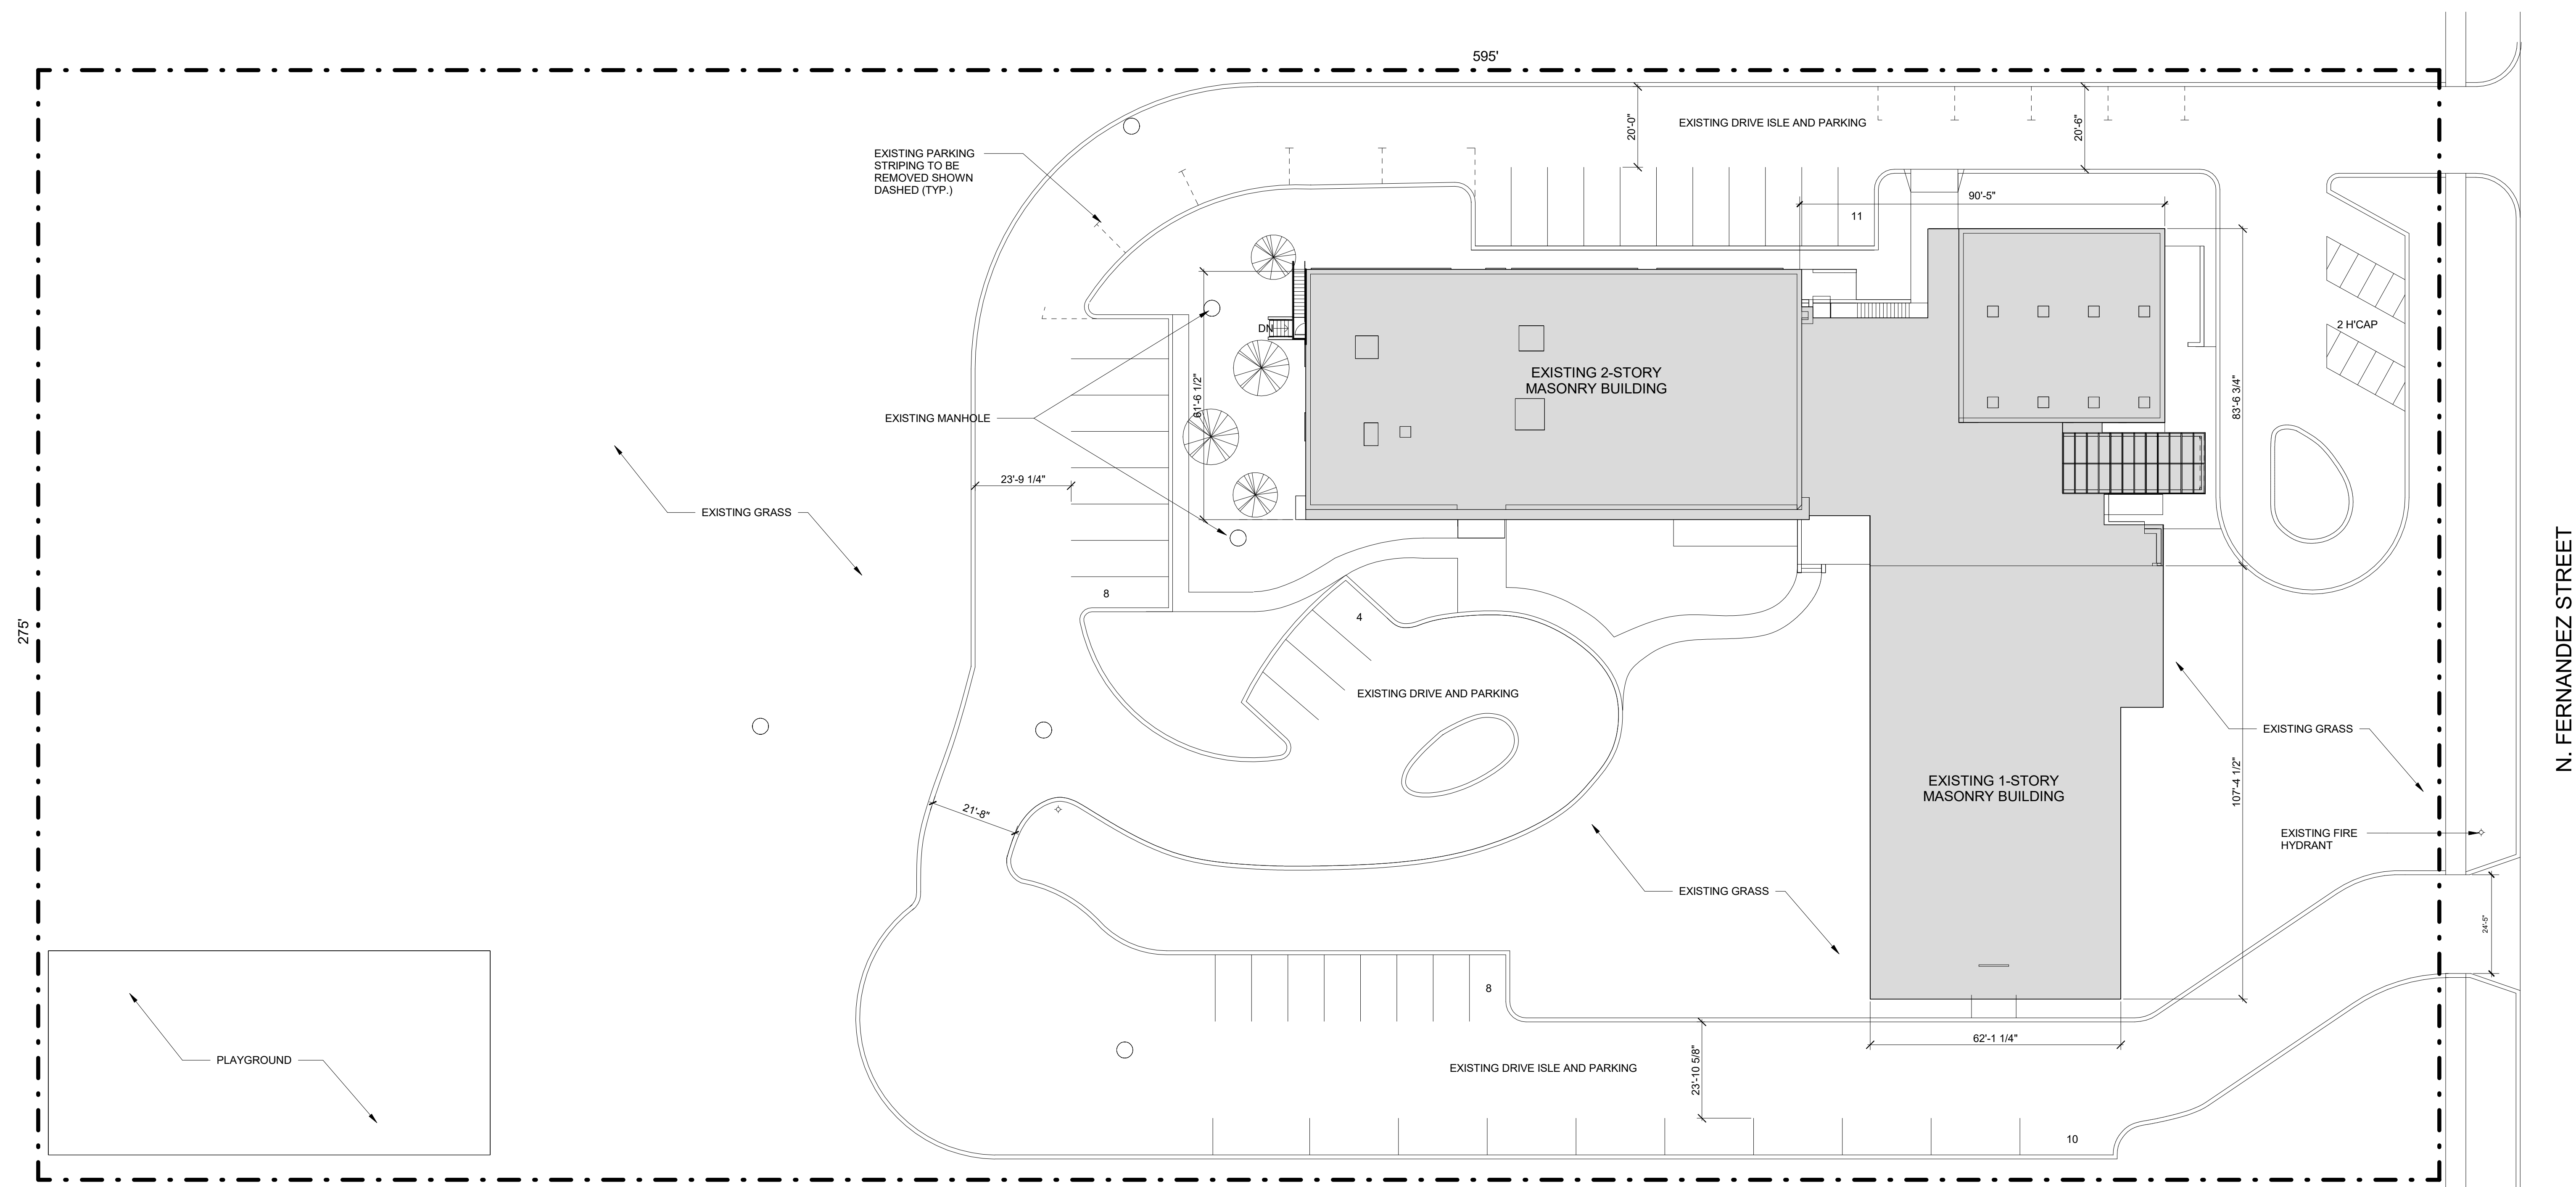 595'
EXISTING DRIVE ISLE AND PARKING
20'-0"
20'-6"
EXISTING PARKING
STRIPING TO BE
REMOVED SHOWN
DASHED (TYP.)
90'-5"
11
DN
2 H'CAP
EXISTING 2-STORY
MASONRY BUILDING
61'-6 1/2"
83'-6 3/4"
EXISTING MANHOLE
23'-9 1/4"
EXISTING GRASS
8
4
275'
N. FERNANDEZ STREET
EXISTING DRIVE AND PARKING
EXISTING GRASS
EXISTING 1-STORY
MASONRY BUILDING
107'-4 1/2"
21'-8"
EXISTING FIRE
HYDRANT
EXISTING GRASS
24'-5"
8
62'-1 1/4"
PLAYGROUND
EXISTING DRIVE ISLE AND PARKING
23'-10 5/8"
10